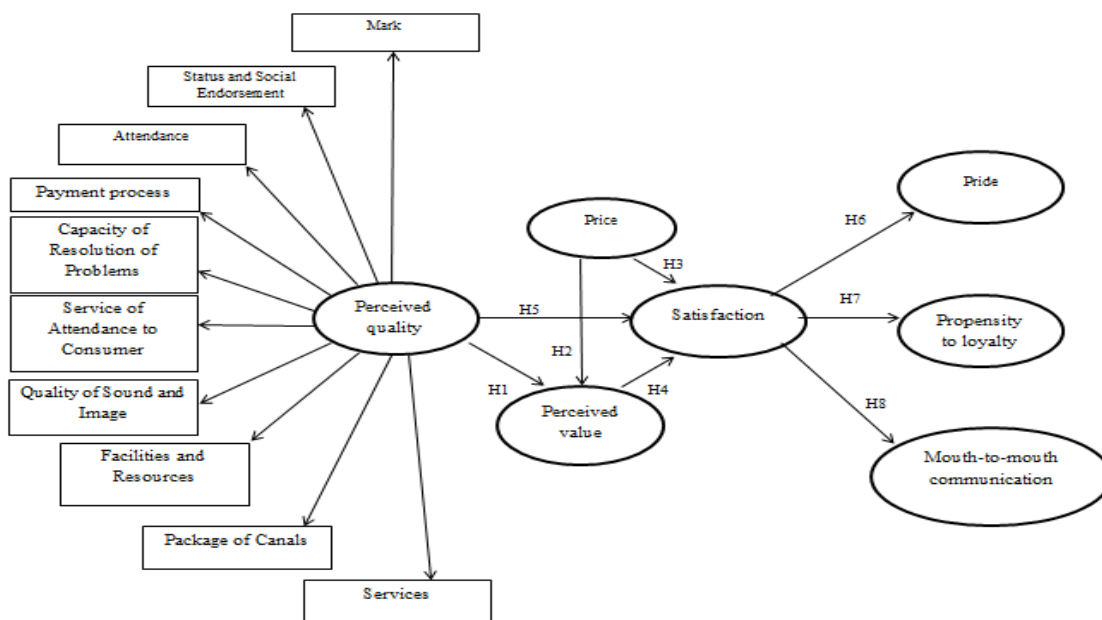 Mark
Status and Social
Endorsement
Attendance
Payment process
Capacity of
Resolution of
Problems
Service of
Attendance to
Consumer
Quality of Sound and
Image
Facilities and
Resources
Package of Canals
Services
Perceived
quality
Price
H3
H5
H2
H1
H4
Perceived
value
Satisfaction
H6
H7
H8
Pride
Propensity
to loyalty
Mouth-to-mouth
communication